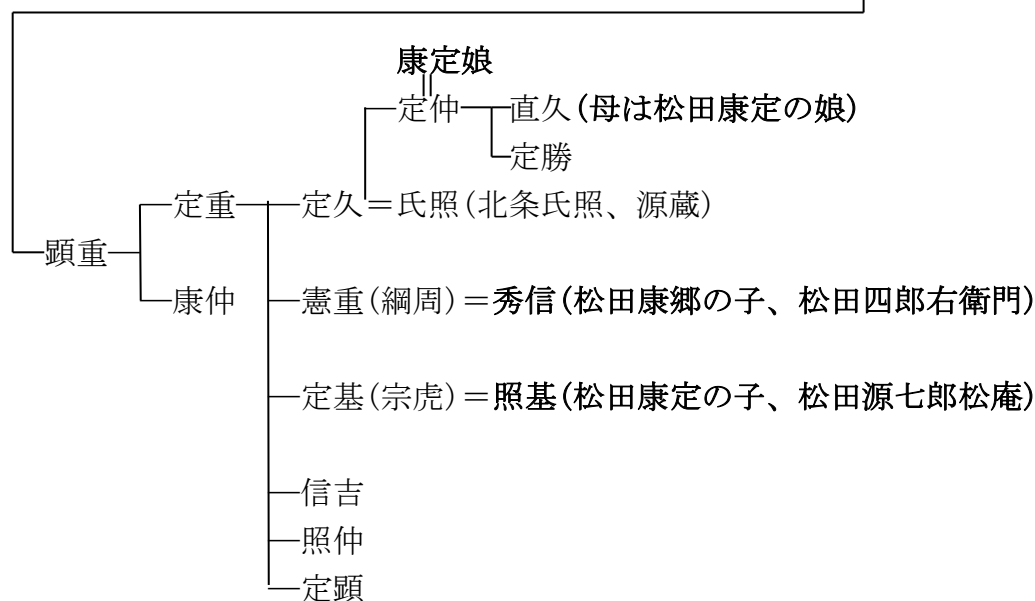 康定娘
定仲 直久(母は松田康定の娘)
定勝
定重 定久=氏照(北条氏照、源蔵)
顕重
康仲 憲重(綱周)=秀信(松田康郷の子、松田四郎右衛門)
定基(宗虎)=照基(松田康定の子、松田源七郎松庵)
信吉
照仲
定顕